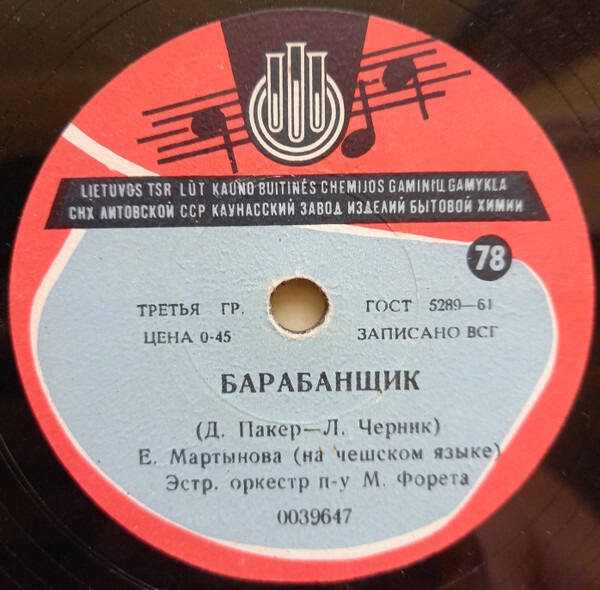 LIETUVOS TSR LŪT KAUNO BUITINĖS CHEMIJOS GAMINIŲ GAMYKLA
СНХ ЛИТОВСКОЙ ССР КАУНАССКИЙ ЗАВОД ИЗДЕЛИЙ БЫТОВОЙ ХИМИИ
78
ТРЕТЬЯ ГР. ГОСТ 5289—61
ЦЕНА 0-45 ЗАПИСАНО ВСГ
БАРАБАНЩИК
(Д. Пакер—Л. Черник)
Е. Мартынова (на чешском языке)
Эстр. оркестр п-у М. Форета
0039647